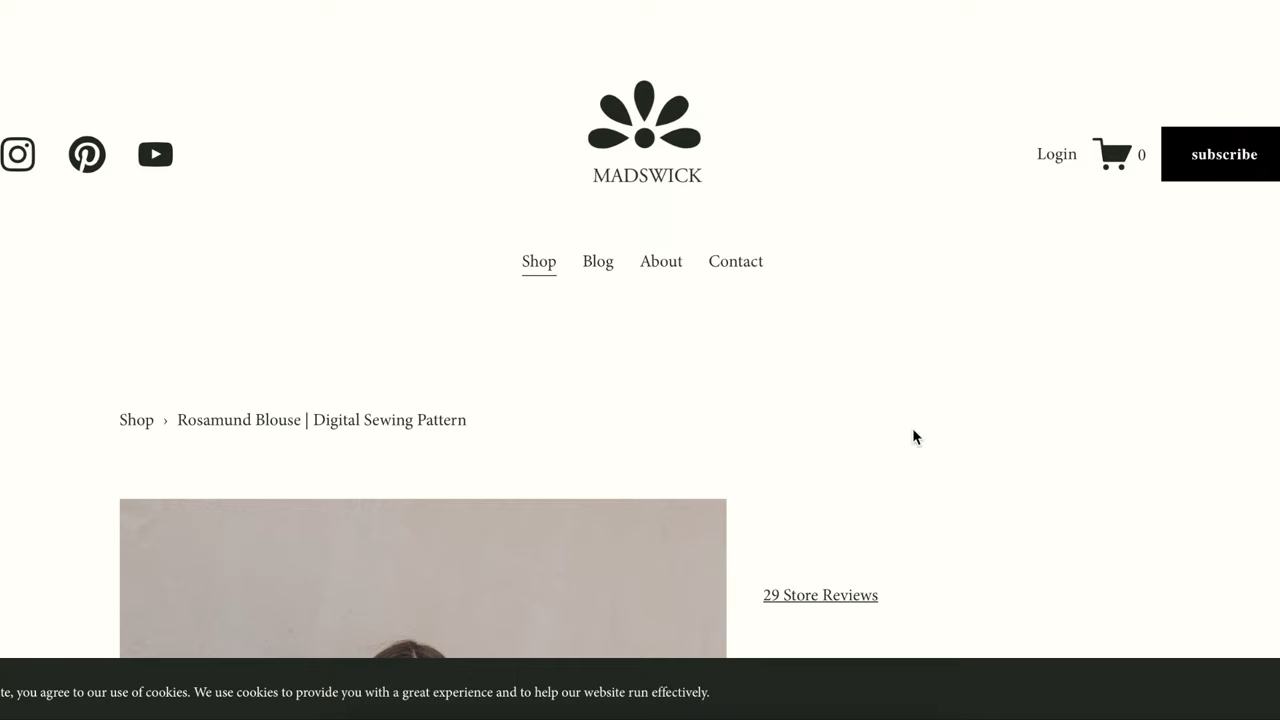 MADSWICK
Login
0
subscribe
Shop
Blog
About
Contact
Shop › Rosamund Blouse | Digital Sewing Pattern
29 Store Reviews
te, you agree to our use of cookies. We use cookies to provide you with a great experience and to help our website run effectively.